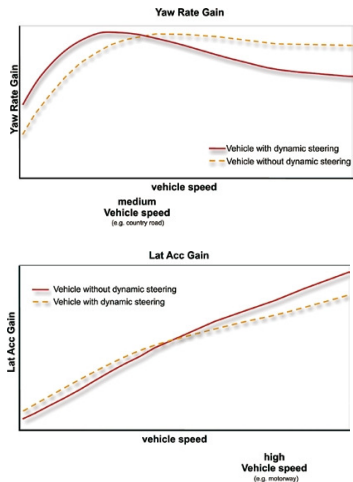 Yaw Rate Gain
Yaw Rate Gain
Vehicle with dynamic steering
Vehicle without dynamic steering
vehicle speed
medium
Vehicle speed
(e.g. country road)
Lat Acc Gain
Lat Acc Gain
Vehicle without dynamic steering
Vehicle with dynamic steering
vehicle speed
high
Vehicle speed
(e.g. motorway)